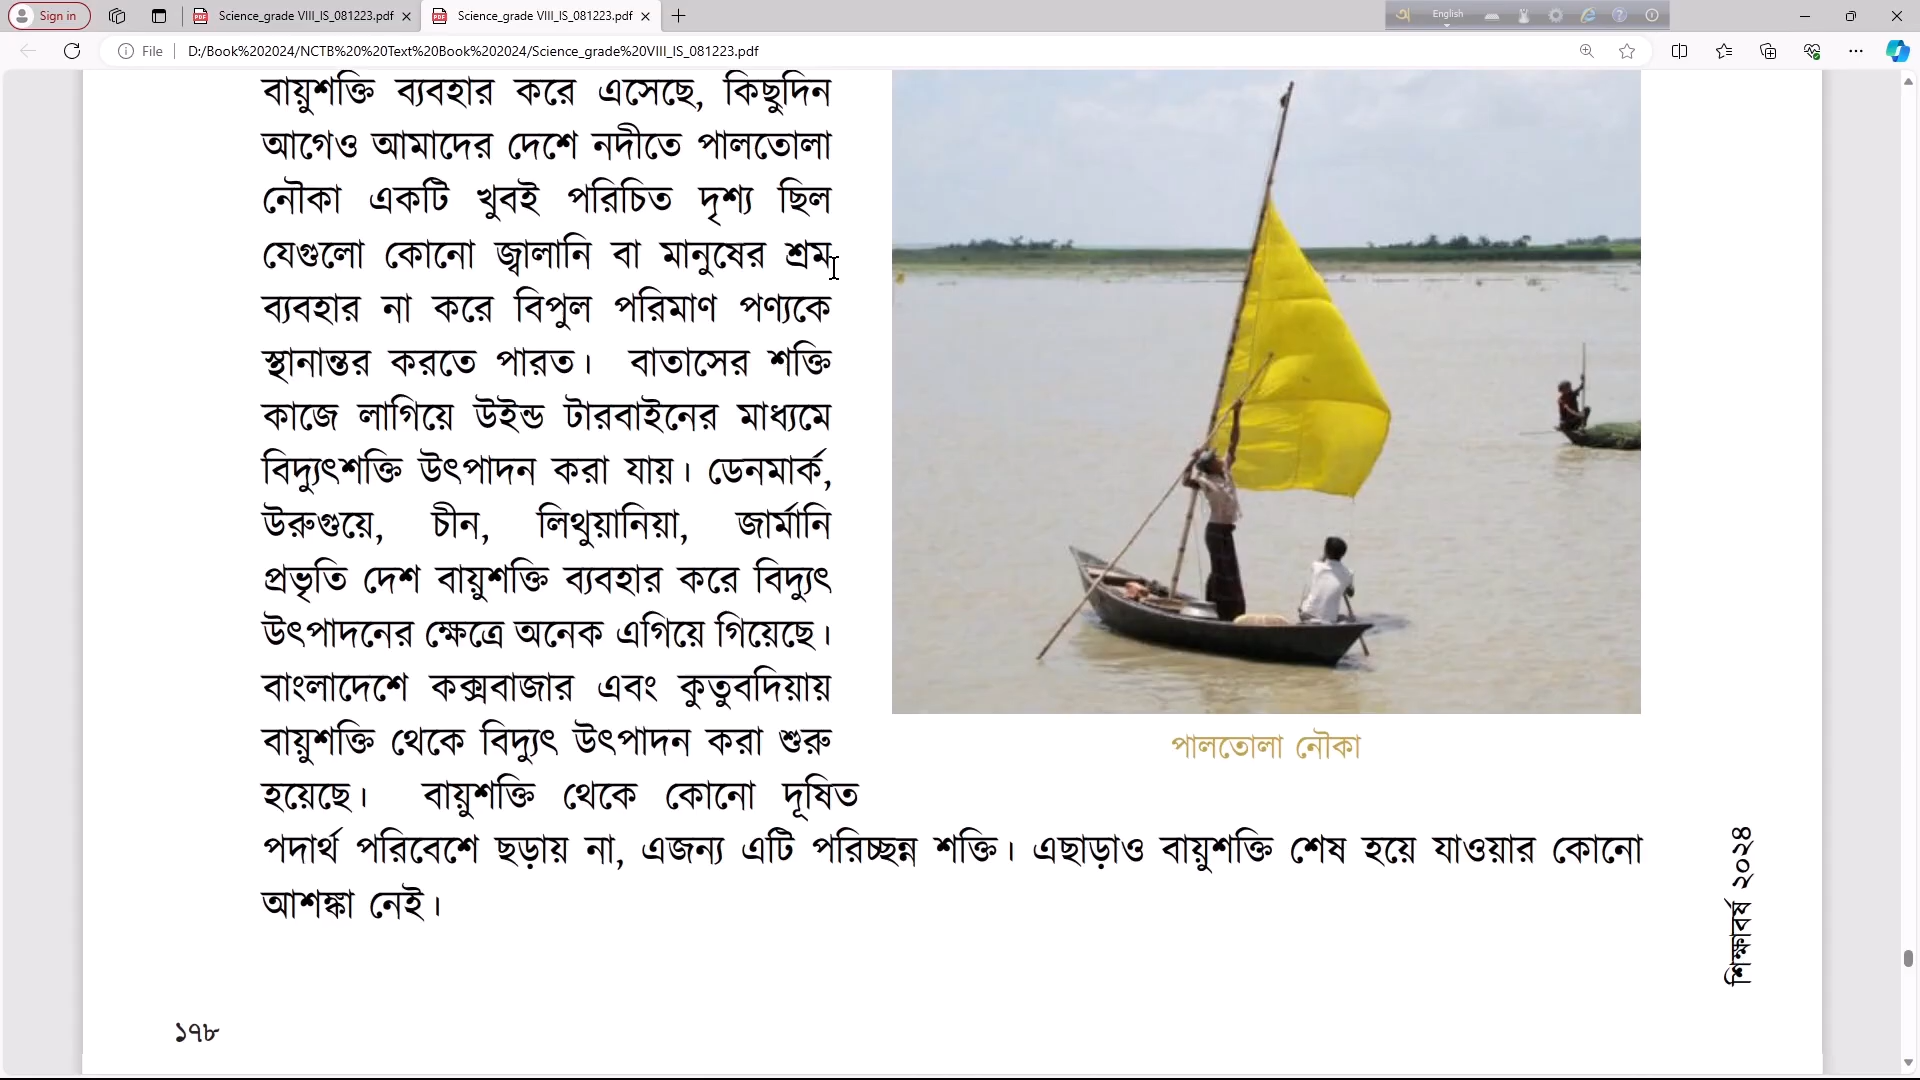 Sign in
Science_grade VIII_IS_081223.pdf
Science_grade VIII_IS_081223.pdf
English
File
D:/Book%202024/NCTB%20%20Text%20Book%202024/Science_grade%20VIII_IS_081223.pdf
বায়ুশক্তি ব্যবহার করে এসেছে, কিছুদিন
আগেও আমাদের দেশে নদীতে পালতোলা
নৌকা একটি খুবই পরিচিত দৃশ্য ছিল
যেগুলো কোনো জ্বালানি বা মানুষের শ্রম
ব্যবহার না করে বিপুল পরিমাণ পণ্যকে
স্থানান্তর করতে পারত। বাতাসের শক্তি
কাজে লাগিয়ে উইন্ড টারবাইনের মাধ্যমে
বিদ্যুৎশক্তি উৎপাদন করা যায়। ডেনমার্ক,
উরুগুয়ে, চীন, লিথুয়ানিয়া, জার্মানি
প্রভৃতি দেশ বায়ুশক্তি ব্যবহার করে বিদ্যুৎ
উৎপাদনের ক্ষেত্রে অনেক এগিয়ে গিয়েছে।
বাংলাদেশে কক্সবাজার এবং কুতুবদিয়ায়
বায়ুশক্তি থেকে বিদ্যুৎ উৎপাদন করা শুরু
হয়েছে। বায়ুশক্তি থেকে কোনো দূষিত
পদার্থ পরিবেশে ছড়ায় না, এজন্য এটি পরিচ্ছন্ন শক্তি। এছাড়াও বায়ুশক্তি শেষ হয়ে যাওয়ার কোনো
আশঙ্কা নেই।
পালতোলা নৌকা
শিক্ষাবর্ষ ২০২৪
১৭৮